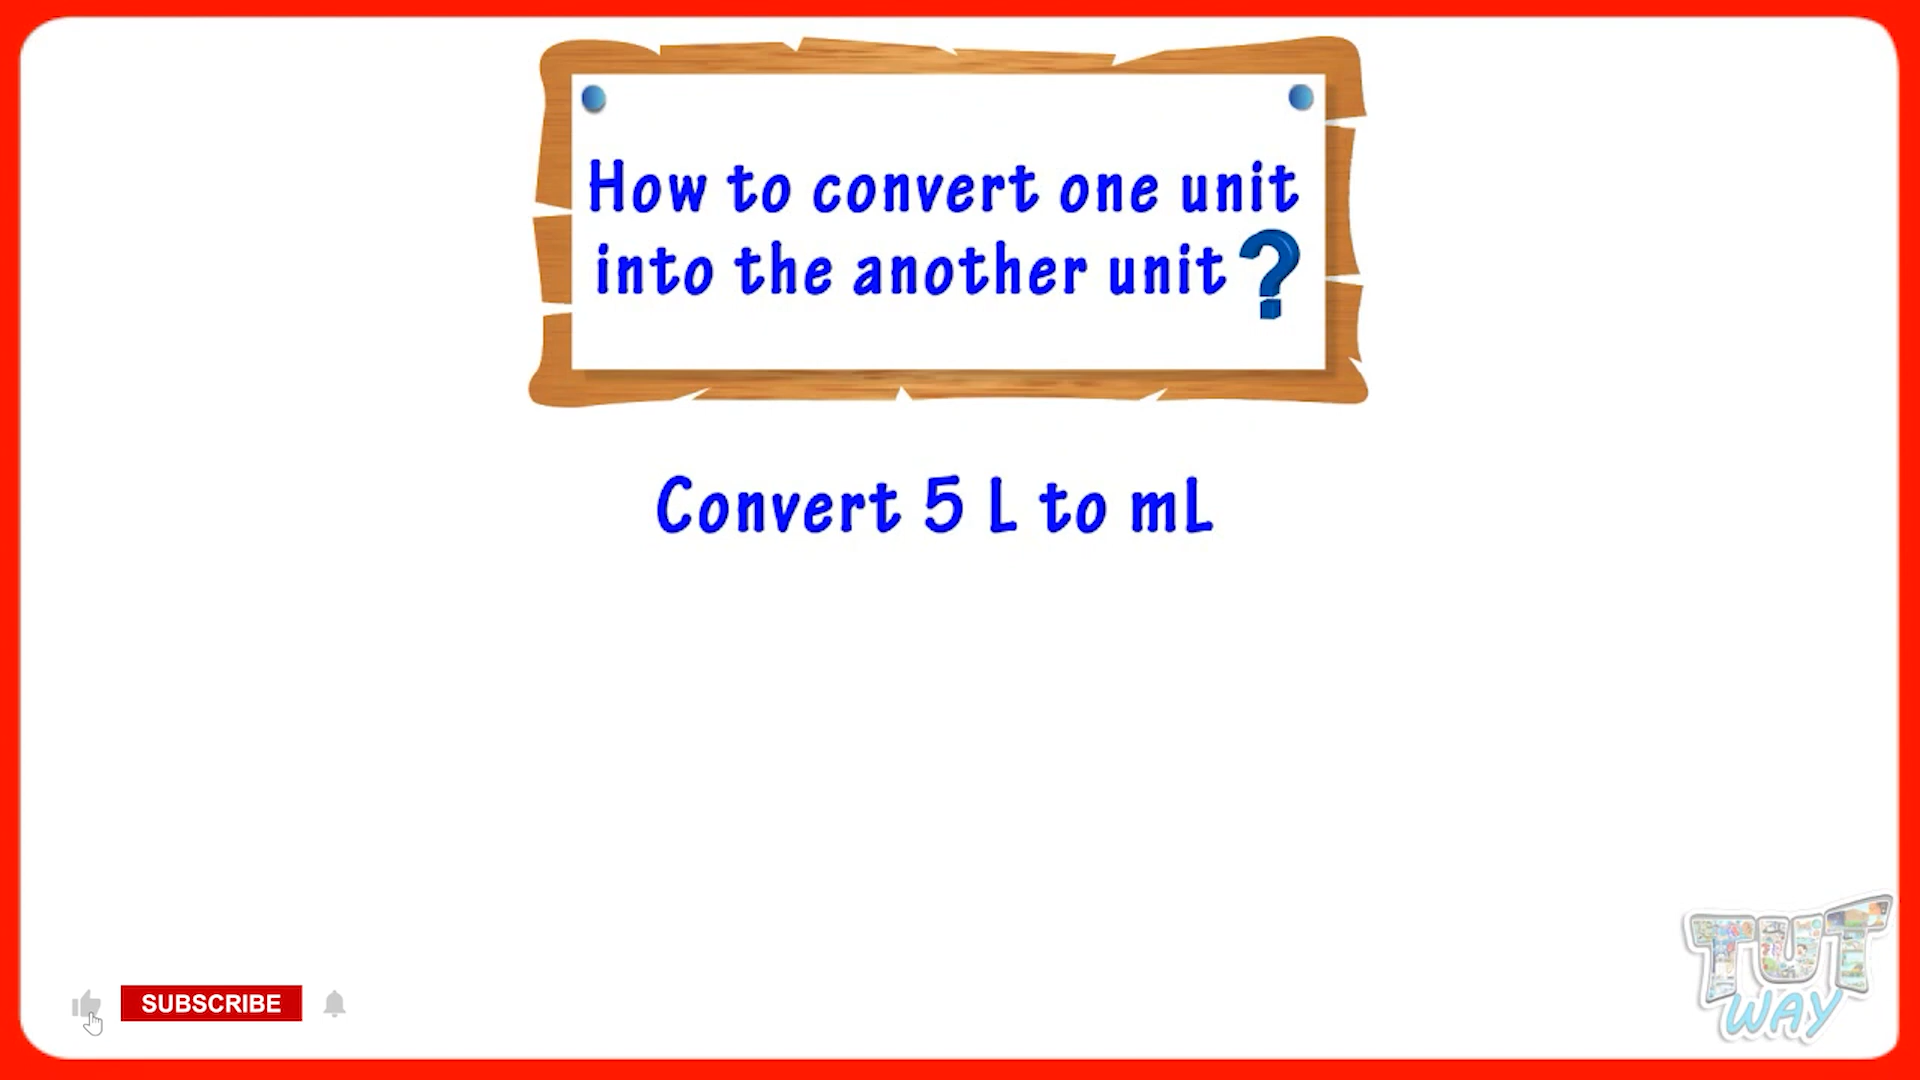 How to convert one unit
into the another unit?
Convert 5 L to mL
SUBSCRIBE
TUT
WAY